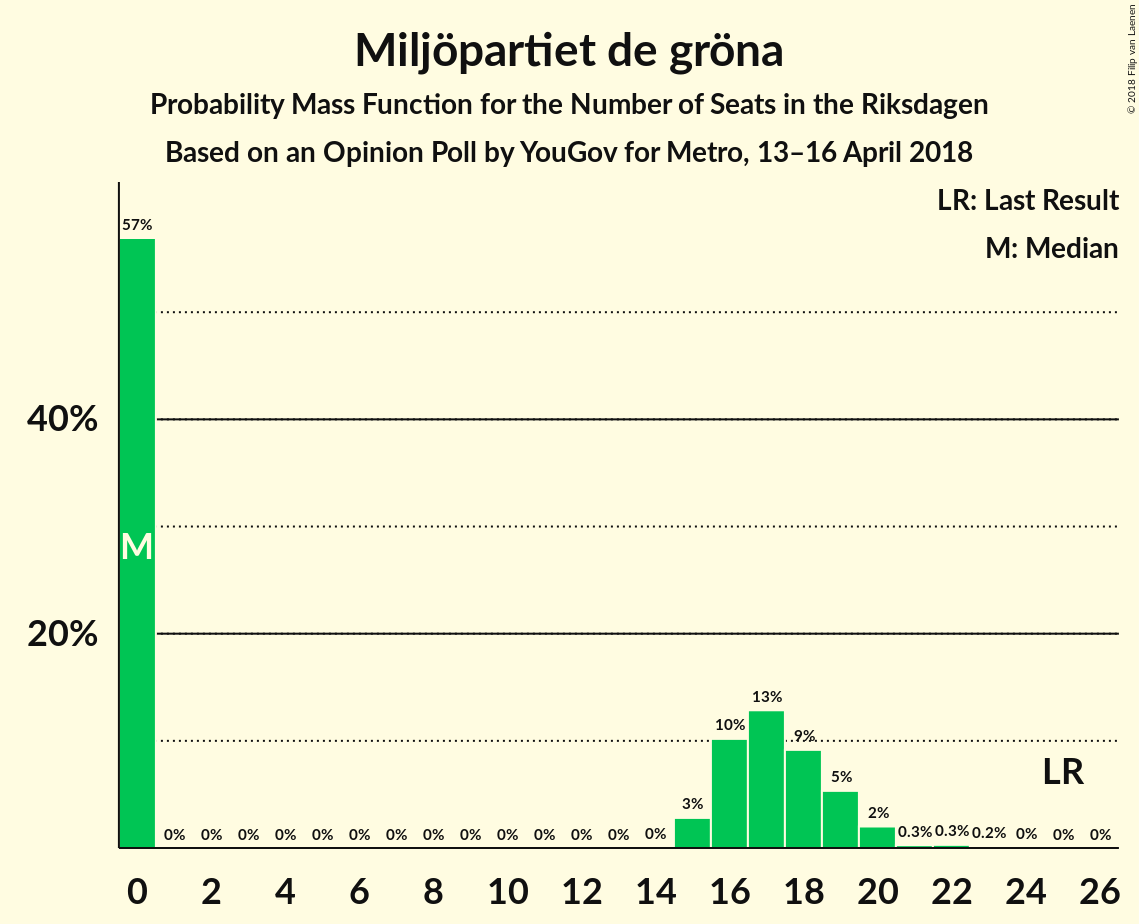 Miljöpartiet de gröna
Probability Mass Function for the Number of Seats in the Riksdagen
Based on an Opinion Poll by YouGov for Metro, 13–16 April 2018
© 2018 Filip van Laenen
LR: Last Result
M: Median
57%
40%
M
20%
13%
10%
9%
LR
5%
3%
2%
0% 0% 0% 0% 0% 0% 0% 0% 0% 0% 0% 0% 0% 0% 0.3% 0.3% 0.2% 0% 0% 0%
0 2 4 6 8 10 12 14 16 18 20 22 24 26